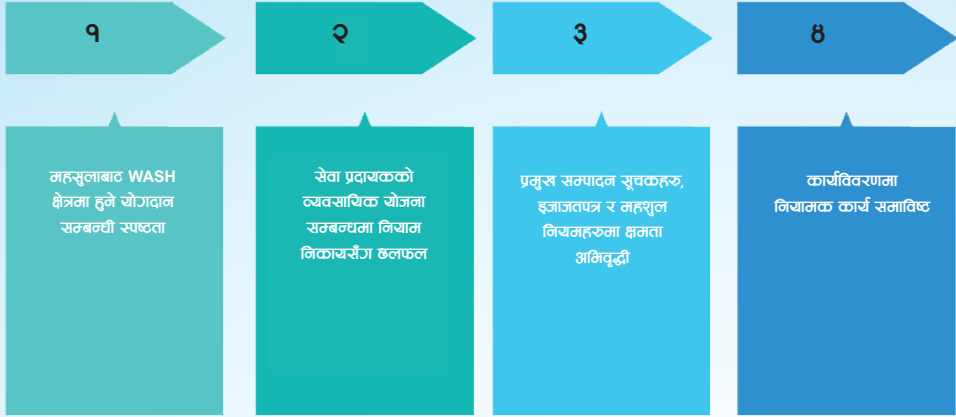 १
२
३
४
महसुलाबाट WASH
क्षेत्रमा हुने योगदान
सम्बन्धी स्पष्टता
सेवा प्रदायकको
व्यवसायिक योजना
सम्बन्धमा नियाम
निकायसँग छलफल
प्रमुख सम्पादन सूचकहरु,
इजाजतपत्र र महशुल
नियमहरुमा क्षमता
अभिवृद्धी
कार्यविवरणमा
नियामक कार्य समाविष्ट